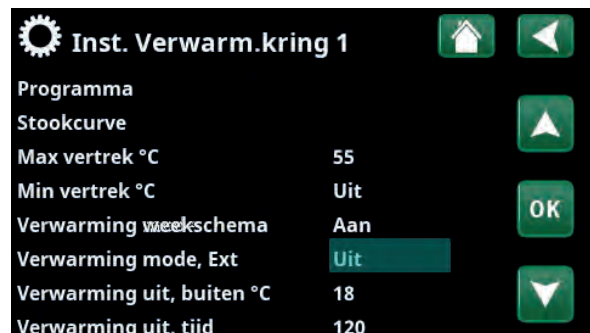 Inst. Verwarm.kring 1
Programma
Stookcurve
Max vertrek °C 55
Min vertrek °C Uit
Verwarming weekschema Aan
Verwarming mode, Ext Uit
OK
Verwarming uit, buiten °C 18
Verwarming uit, tijd 120